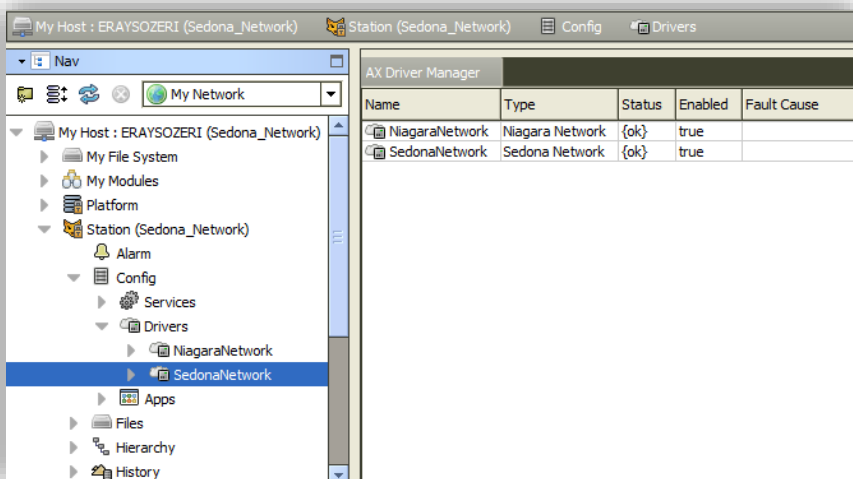 My Host : ERAYSOZERI (Sedona_Network) Station (Sedona_Network) Config Drivers
Nav
My Network
My Host : ERAYSOZERI (Sedona_Network)
My File System
My Modules
Platform
Station (Sedona_Network)
Alarm
Config
Services
Drivers
NiagaraNetwork
SedonaNetwork
Apps
Files
Hierarchy
History
AX Driver Manager
Name Type Status Enabled Fault Cause
NiagaraNetwork Niagara Network {ok} true
SedonaNetwork Sedona Network {ok} true